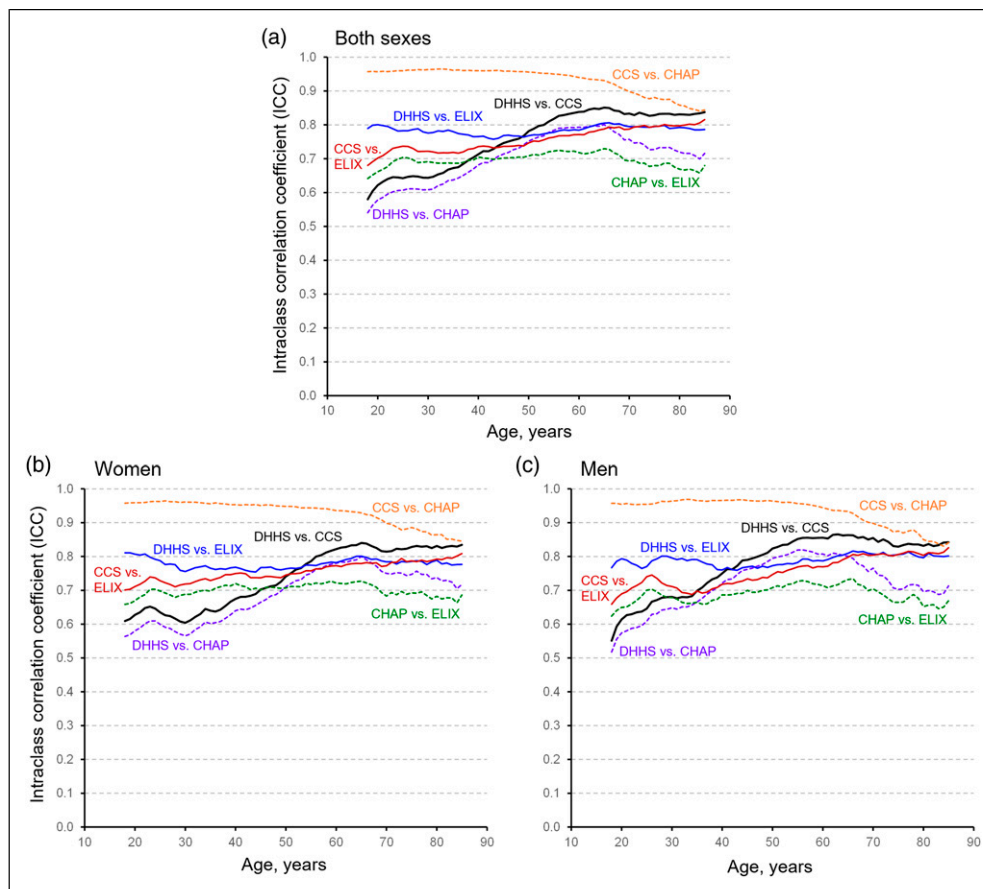 (a) Both sexes
Intraclass correlation coefficient (ICC)
1.0
0.9
0.8
0.7
0.6
0.5
0.4
0.3
0.2
0.1
0.0
CCS vs. CHAP
DHHS vs. CCS
DHHS vs. ELIX
CCS vs.
ELIX
CHAP vs. ELIX
DHHS vs. CHAP
10 20 30 40 50 60 70 80 90
Age, years
(b) Women
Intraclass correlation coefficient (ICC)
1.0
0.9
0.8
0.7
0.6
0.5
0.4
0.3
0.2
0.1
0.0
CCS vs. CHAP
DHHS vs. CCS
DHHS vs. ELIX
CCS vs.
ELIX
CHAP vs. ELIX
DHHS vs. CHAP
10 20 30 40 50 60 70 80 90
Age, years
(c) Men
1.0
0.9
0.8
0.7
0.6
0.5
0.4
0.3
0.2
0.1
0.0
CCS vs. CHAP
DHHS vs. CCS
DHHS vs. ELIX
CCS vs.
ELIX
CHAP vs. ELIX
DHHS vs. CHAP
10 20 30 40 50 60 70 80 90
Age, years